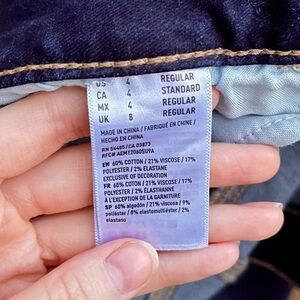 US 4 REGULAR
CA 4 STANDARD
MX 4 REGULAR
UK 8 REGULAR
MADE IN CHINA / FABRIQUÉ EN CHINE /
HECHO EN CHINA
RN 54485/CA 03873
RFC# AEM120605U9A
EN 60% COTTON / 21% VISCOSE / 17%
POLYESTER / 2% ELASTANE
EXCLUSIVE OF DECORATION
FR 60% COTON / 21% VISCOSE / 17%
POLYESTER / 2% ÉLASTHANNE
À L'EXCEPTION DE LA GARNITURE
SP 60% algodón / 21% viscosa / 9%
poliéster / 8% elastomultiéster / 2%